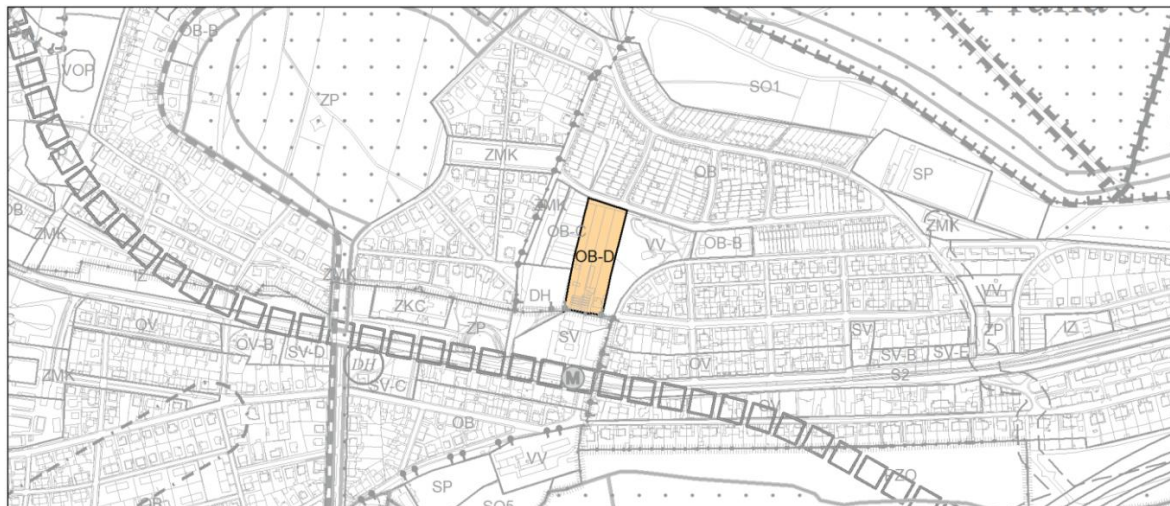 OB-B
VOP
ZP
SO1
ZMK
OB
SP
ZMK
OB-C
OB-D
VV
OB-B
ZMK
OB
ZMK
IZ
ZMK
DH
VV
ZKC
ZP
SV
ZP
IZ
OV
OV-B
SV-D
DH
SV-C
M
OV
SV
SV-B
SV-E
S2
ZMK
OB
OV
VV
SP
SO5
OB